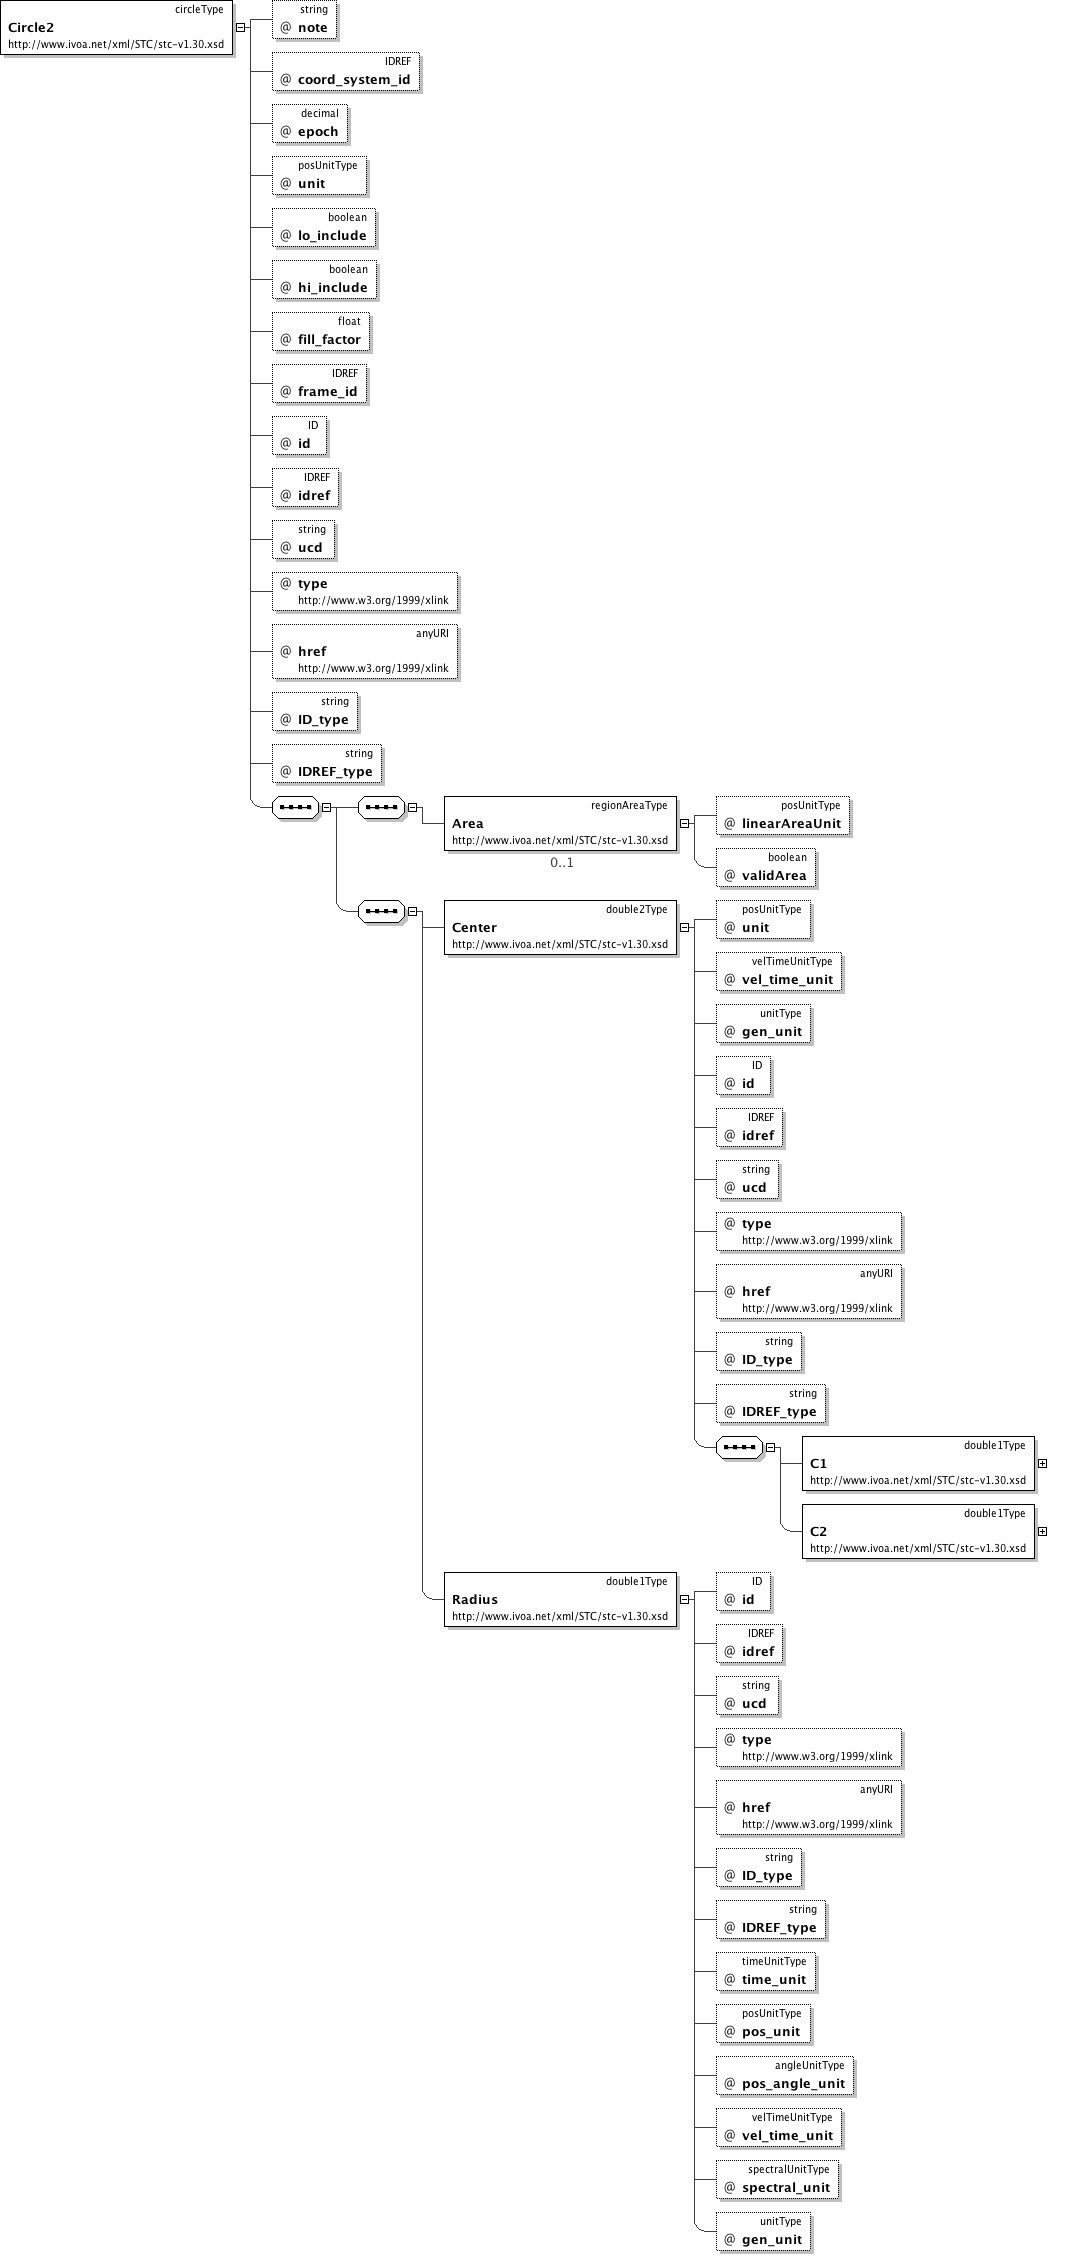 circleType
Circle2
http://www.ivoa.net/xml/STC/stc-v1.30.xsd
string
@ note
IDREF
@ coord_system_id
decimal
@ epoch
posUnitType
@ unit
boolean
@ lo_include
boolean
@ hi_include
float
@ fill_factor
IDREF
@ frame_id
ID
@ id
IDREF
@ idref
string
@ ucd
@ type
http://www.w3.org/1999/xlink
anyURI
@ href
http://www.w3.org/1999/xlink
string
@ ID_type
string
@ IDREF_type
regionAreaType
Area
http://www.ivoa.net/xml/STC/stc-v1.30.xsd
0..1
posUnitType
@ linearAreaUnit
boolean
@ validArea
double2Type
Center
http://www.ivoa.net/xml/STC/stc-v1.30.xsd
posUnitType
@ unit
velTimeUnitType
@ vel_time_unit
unitType
@ gen_unit
ID
@ id
IDREF
@ idref
string
@ ucd
@ type
http://www.w3.org/1999/xlink
anyURI
@ href
http://www.w3.org/1999/xlink
string
@ ID_type
string
@ IDREF_type
double1Type
C1
http://www.ivoa.net/xml/STC/stc-v1.30.xsd
double1Type
C2
http://www.ivoa.net/xml/STC/stc-v1.30.xsd
double1Type
Radius
http://www.ivoa.net/xml/STC/stc-v1.30.xsd
ID
@ id
IDREF
@ idref
string
@ ucd
@ type
http://www.w3.org/1999/xlink
anyURI
@ href
http://www.w3.org/1999/xlink
string
@ ID_type
string
@ IDREF_type
timeUnitType
@ time_unit
posUnitType
@ pos_unit
angleUnitType
@ pos_angle_unit
velTimeUnitType
@ vel_time_unit
spectralUnitType
@ spectral_unit
unitType
@ gen_unit